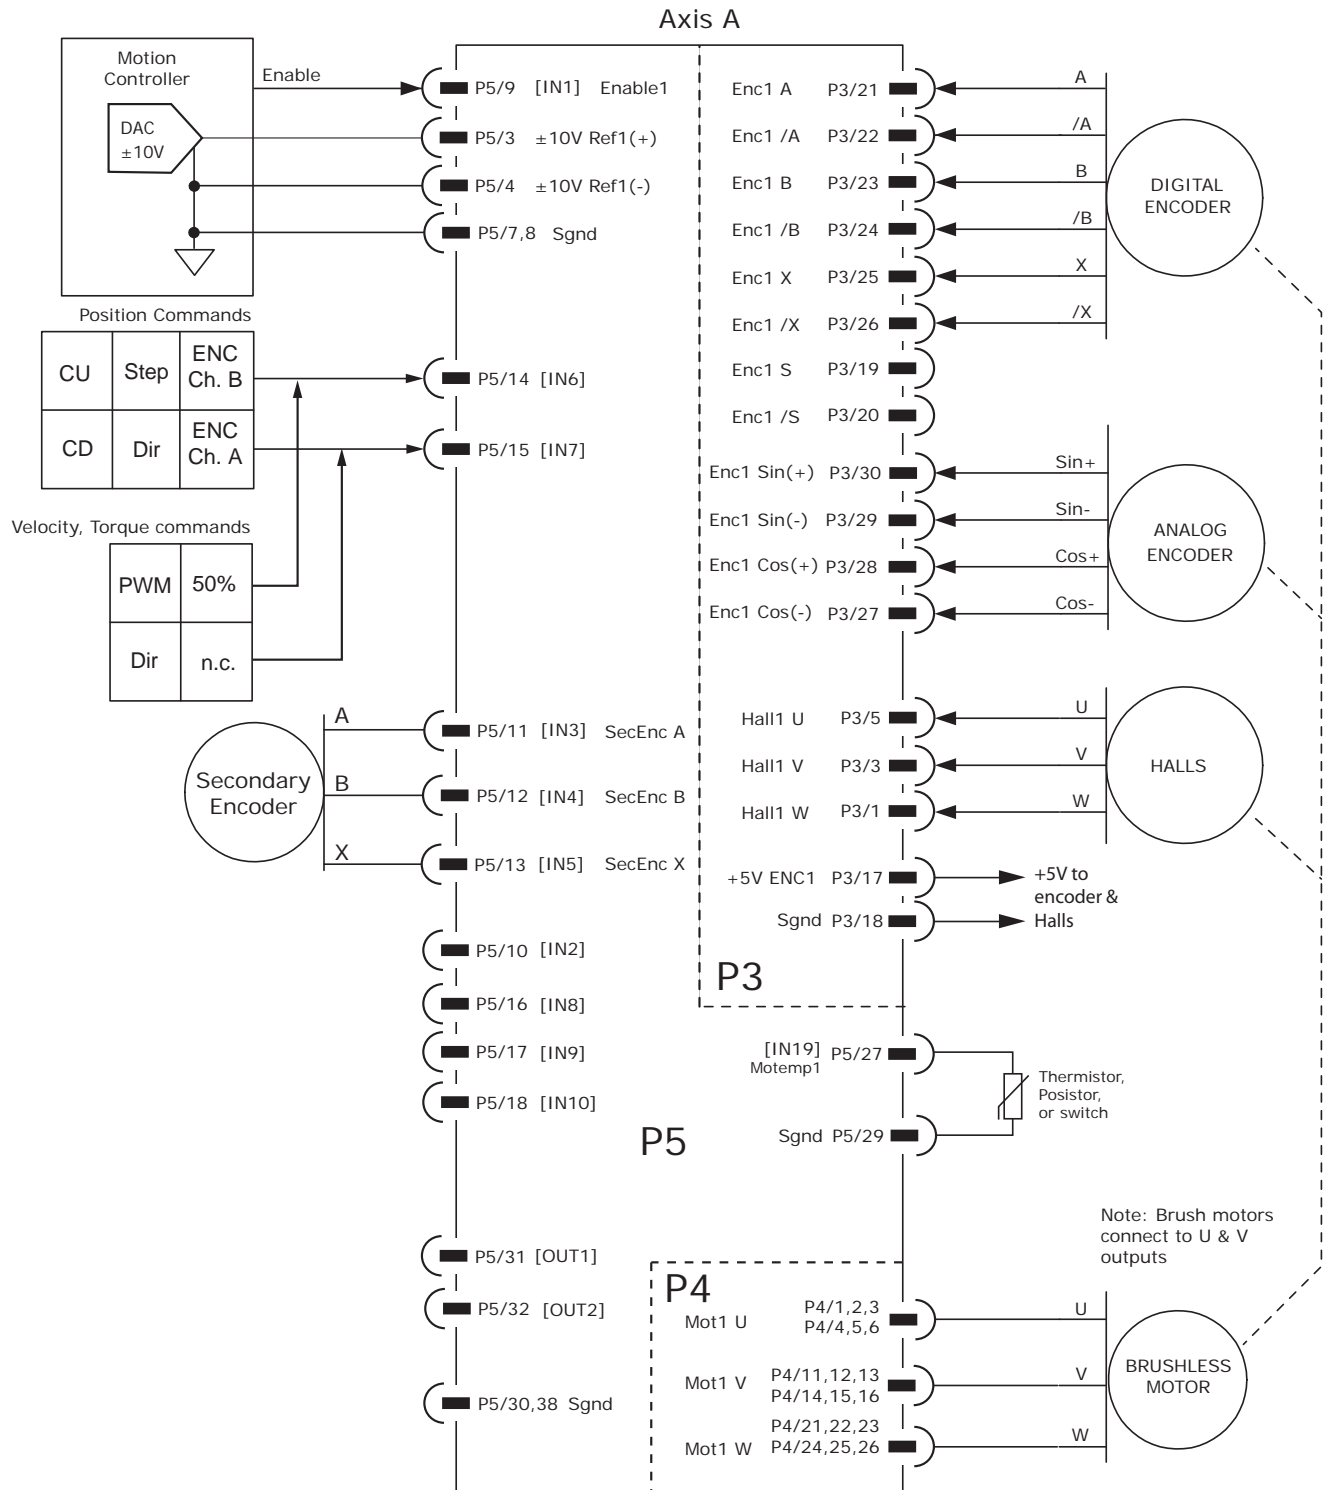 Axis A
Motion
Controller
DAC
±10V
Enable
P5/9 [IN1] Enable1
P5/3 ±10V Ref1(+)
P5/4 ±10V Ref1(-)
P5/7,8 Sgnd
Position Commands
CU Step ENC
Ch. B
CD Dir ENC
Ch. A
P5/14 [IN6]
P5/15 [IN7]
Velocity, Torque commands
PWM 50%
Dir n.c.
Secondary
Encoder
A
B
X
P5/11 [IN3] SecEnc A
P5/12 [IN4] SecEnc B
P5/13 [IN5] SecEnc X
P5/10 [IN2]
P5/16 [IN8]
P5/17 [IN9]
P5/18 [IN10]
P5
P5/31 [OUT1]
P5/32 [OUT2]
P5/30,38 Sgnd
Enc1 A P3/21 A
Enc1 /A P3/22 /A
Enc1 B P3/23 B
Enc1 /B P3/24 /B
Enc1 X P3/25 X
Enc1 /X P3/26 /X
Enc1 S P3/19
Enc1 /S P3/20
DIGITAL
ENCODER
Enc1 Sin(+) P3/30 Sin+
Enc1 Sin(-) P3/29 Sin-
Enc1 Cos(+) P3/28 Cos+
Enc1 Cos(-) P3/27 Cos-
ANALOG
ENCODER
Hall1 U P3/5 U
Hall1 V P3/3 V
Hall1 W P3/1 W
HALLS
+5V ENC1 P3/17
Sgnd P3/18
+5V to
encoder &
Halls
P3
[IN19] P5/27
Motemp1
Sgnd P5/29
Thermistor,
Posistor,
or switch
Note: Brush motors
connect to U & V
outputs
P4
Mot1 U P4/1,2,3
P4/4,5,6
U
Mot1 V P4/11,12,13
P4/14,15,16
V
P4/21,22,23
Mot1 W P4/24,25,26
W
BRUSHLESS
MOTOR